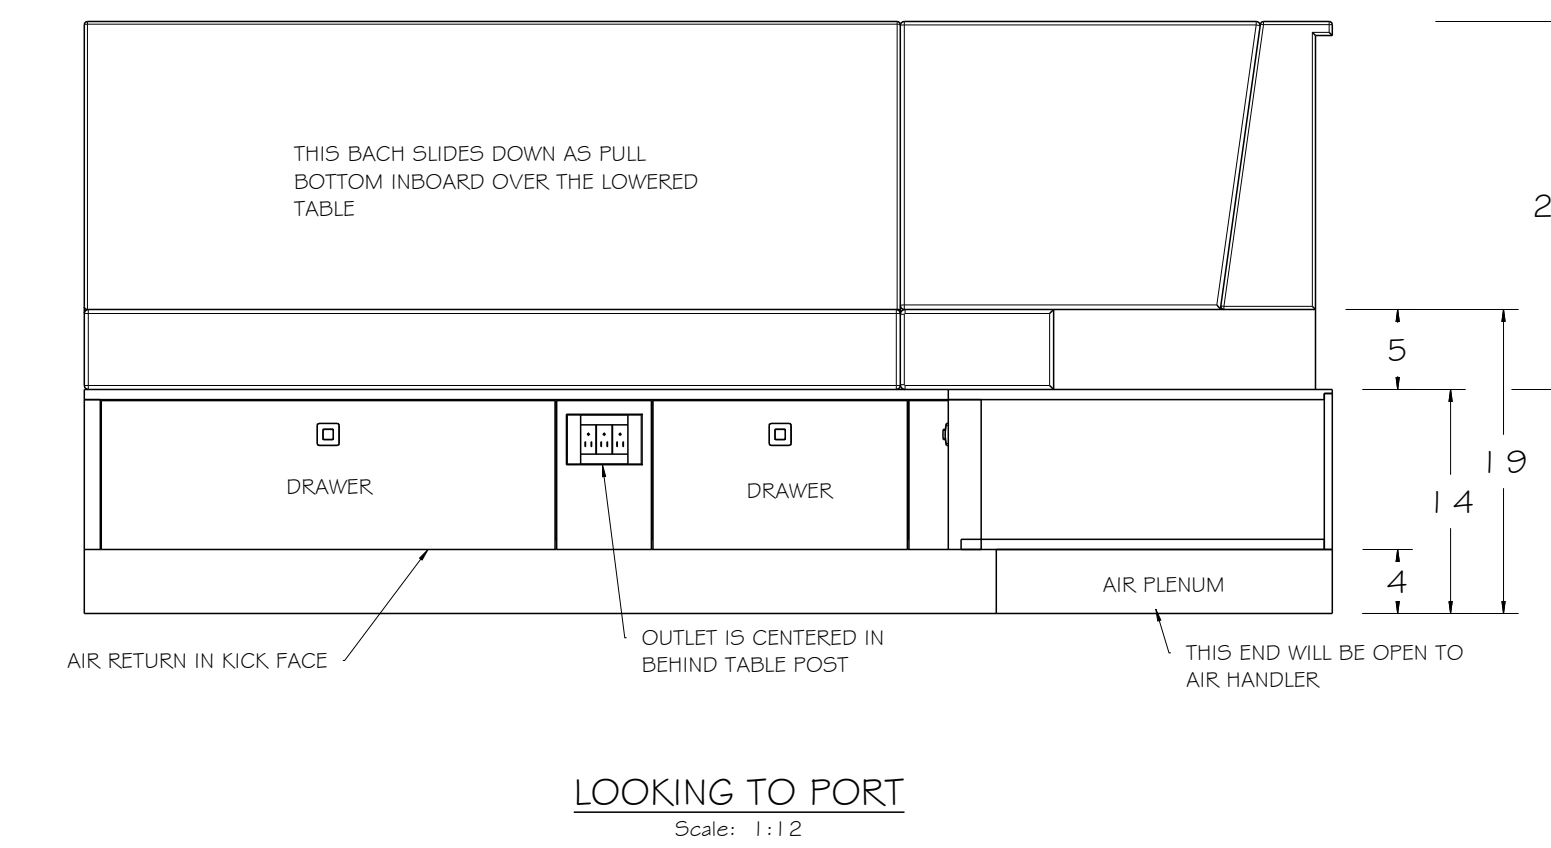 THIS BACH SLIDES DOWN AS PULL
BOTTOM INBOARD OVER THE LOWERED
TABLE
2
5
19
14
DRAWER
DRAWER
4
AIR PLENUM
AIR RETURN IN KICK FACE
OUTLET IS CENTERED IN
BEHIND TABLE POST
THIS END WILL BE OPEN TO
AIR HANDLER
LOOKING TO PORT
Scale: 1:12